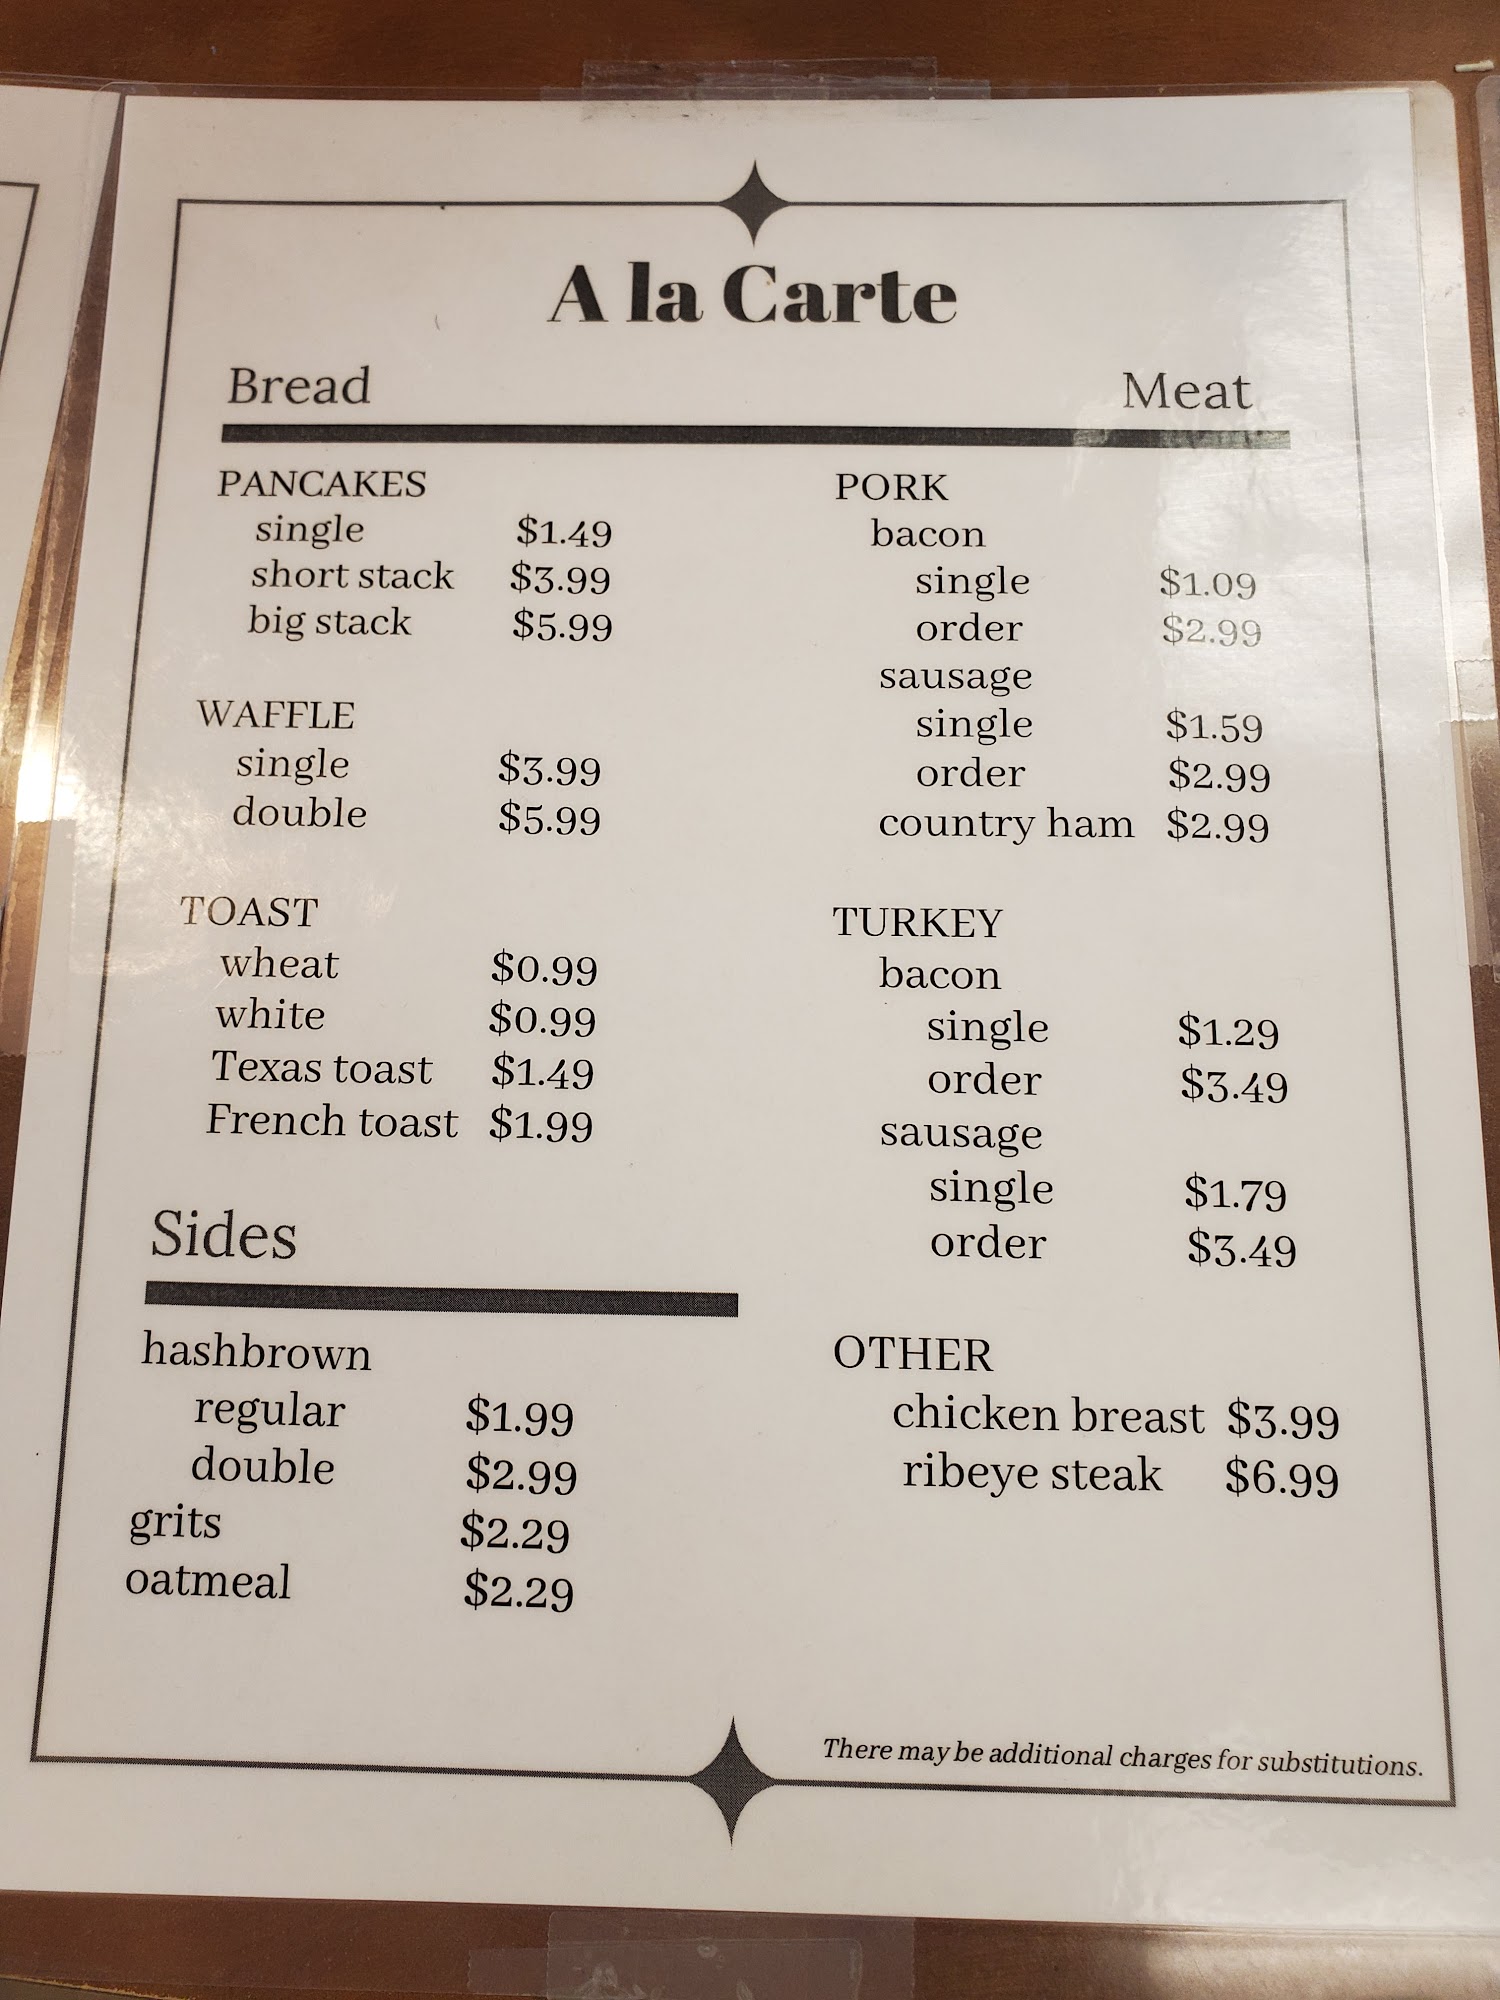 A la Carte
Bread
PANCAKES
single $1.49
short stack $3.99
big stack $5.99
WAFFLE
single $3.99
double $5.99
TOAST
wheat $0.99
white $0.99
Texas toast $1.49
French toast $1.99
Sides
hashbrown
regular $1.99
double $2.99
grits $2.29
oatmeal $2.29
Meat
PORK
bacon
single $1.09
order $2.99
sausage
single $1.59
order $2.99
country ham $2.99
TURKEY
bacon
single $1.29
order $3.49
sausage
single $1.79
order $3.49
OTHER
chicken breast $3.99
ribeye steak $6.99
There may be additional charges for substitutions.